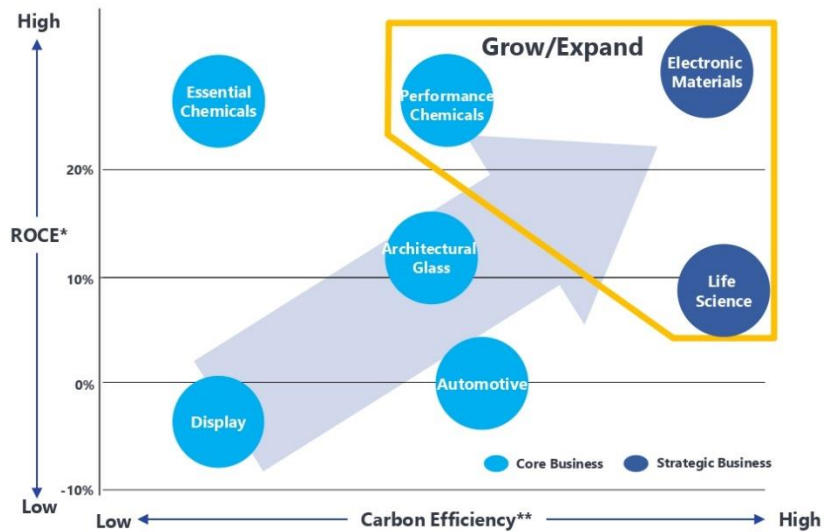 High
Grow/Expand
Electronic
Materials
Essential
Chemicals
Performance
Chemicals
20%
ROCE*
Architectural
Glass
10%
Life
Science
0%
Automotive
Display
Core Business
Strategic Business
-10%
Low
Low
Carbon Efficiency**
High